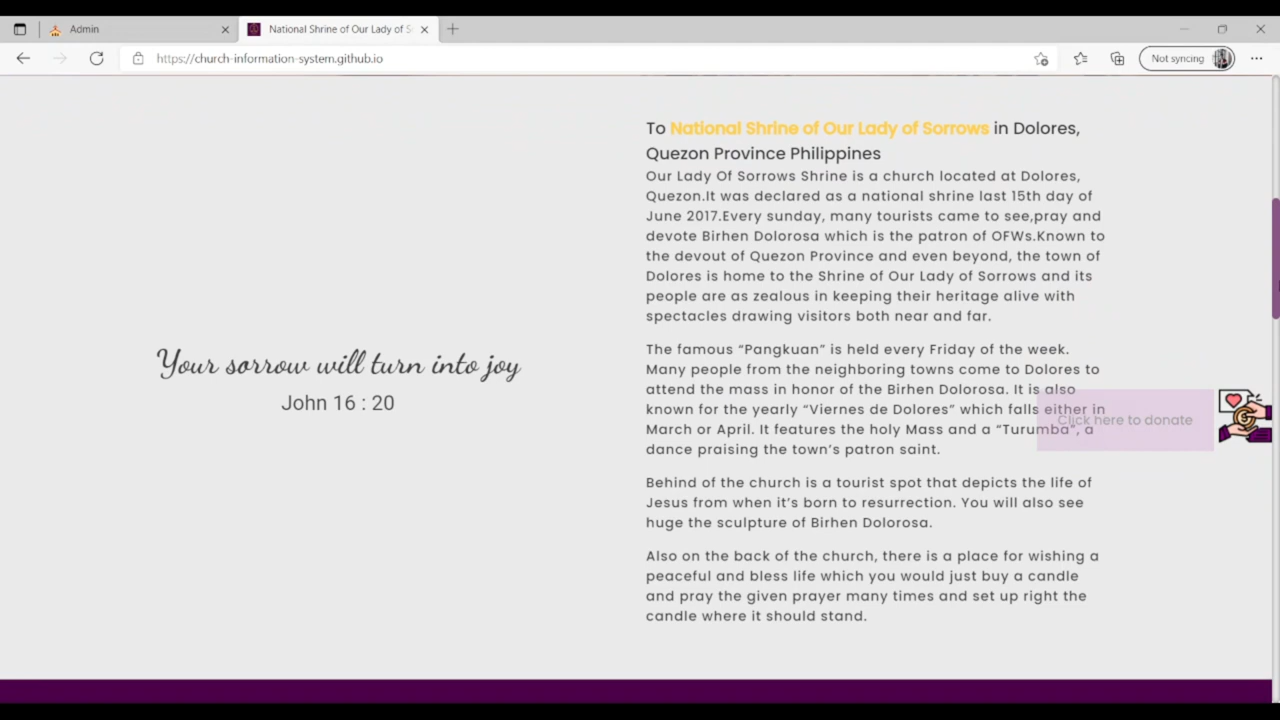 Admin
National Shrine of Our Lady of S
https://church-information-system.github.io
Not syncing
To National Shrine of Our Lady of Sorrows in Dolores,
Quezon Province Philippines
Our Lady Of Sorrows Shrine is a church located at Dolores,
Quezon.It was declared as a national shrine last 15th day of
June 2017.Every sunday, many tourists came to see,pray and
devote Birhen Dolorosa which is the patron of OFWs.Known to
the devout of Quezon Province and even beyond, the town of
Dolores is home to the Shrine of Our Lady of Sorrows and its
people are as zealous in keeping their heritage alive with
spectacles drawing visitors both near and far.
The famous “Pangkuan” is held every Friday of the week.
Many people from the neighboring towns come to Dolores to
attend the mass in honor of the Birhen Dolorosa. It is also
known for the yearly “Viernes de Dolores” which falls either in
March or April. It features the holy Mass and a “Turumba”, a
dance praising the town’s patron saint.
Behind of the church is a tourist spot that depicts the life of
Jesus from when it’s born to resurrection. You will also see
huge the sculpture of Birhen Dolorosa.
Also on the back of the church, there is a place for wishing a
peaceful and bless life which you would just buy a candle
and pray the given prayer many times and set up right the
candle where it should stand.
Your sorrow will turn into joy
John 16 : 20
Click here to donate